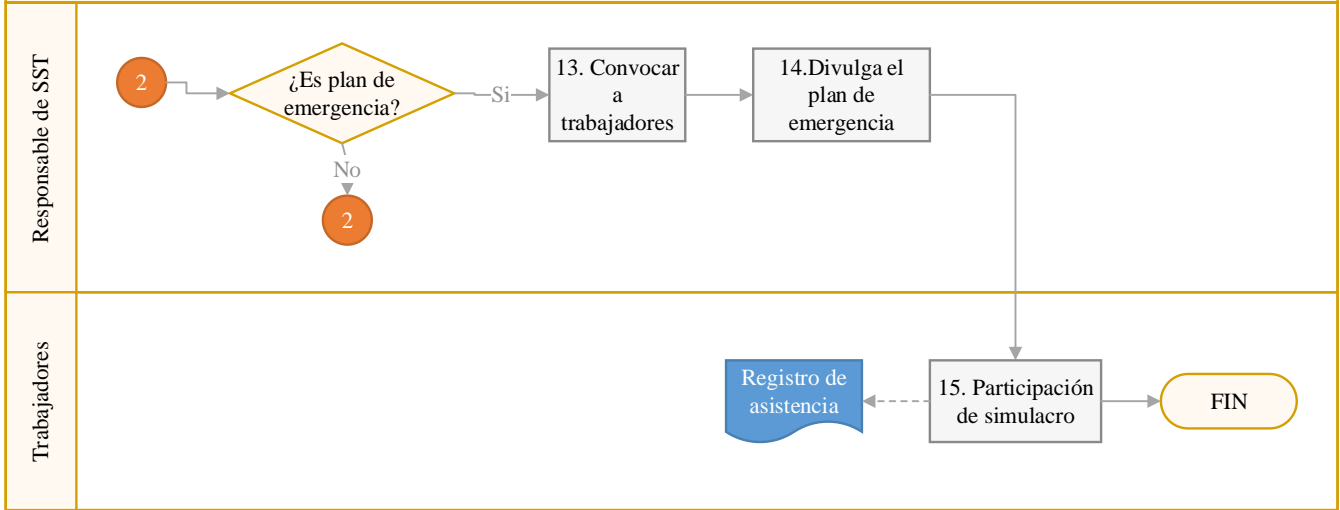 Responsable de SST
2
¿Es plan de
emergencia?
Si
No
2
13. Convocar
a
trabajadores
14.Divulga el
plan de
emergencia
Trabajadores
Registro de
asistencia
15. Participación
de simulacro
FIN